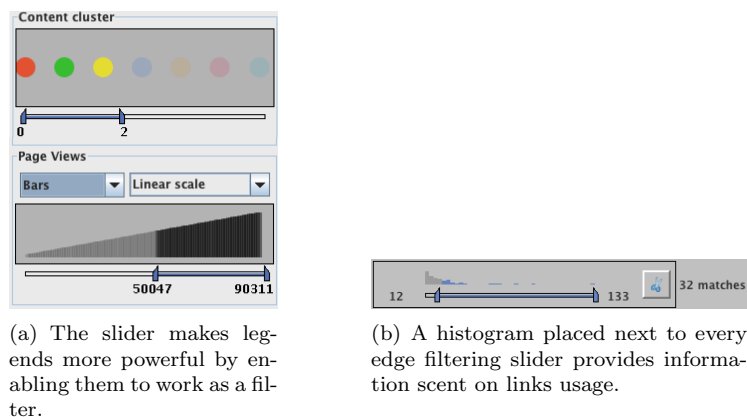 Content cluster
0 2
Page Views
Bars Linear scale
50047 90311
(a) The slider makes leg-
ends more powerful by en-
abling them to work as a fil-
ter.
12 133 32 matches
(b) A histogram placed next to every
edge filtering slider provides informa-
tion scent on links usage.